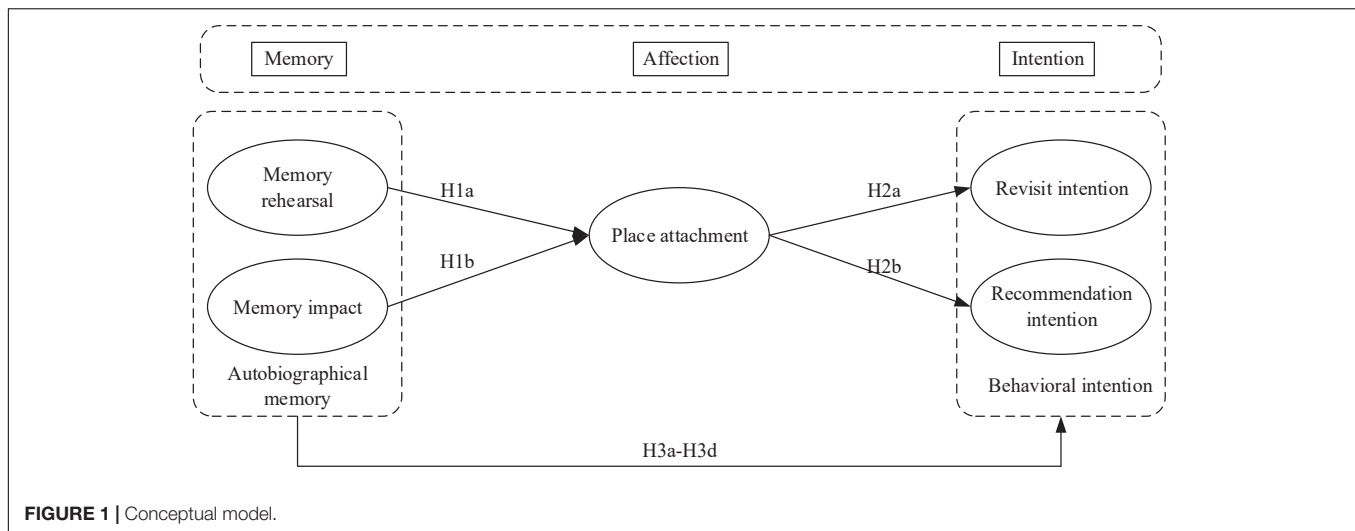 Memory
Affection
Intention
Memory
rehearsal
H1a
H1b
Memory impact
Autobiographical
memory
Place attachment
H2a
H2b
Revisit intention
Recommendation
intention
Behavioral intention
H3a-H3d
FIGURE 1 | Conceptual model.